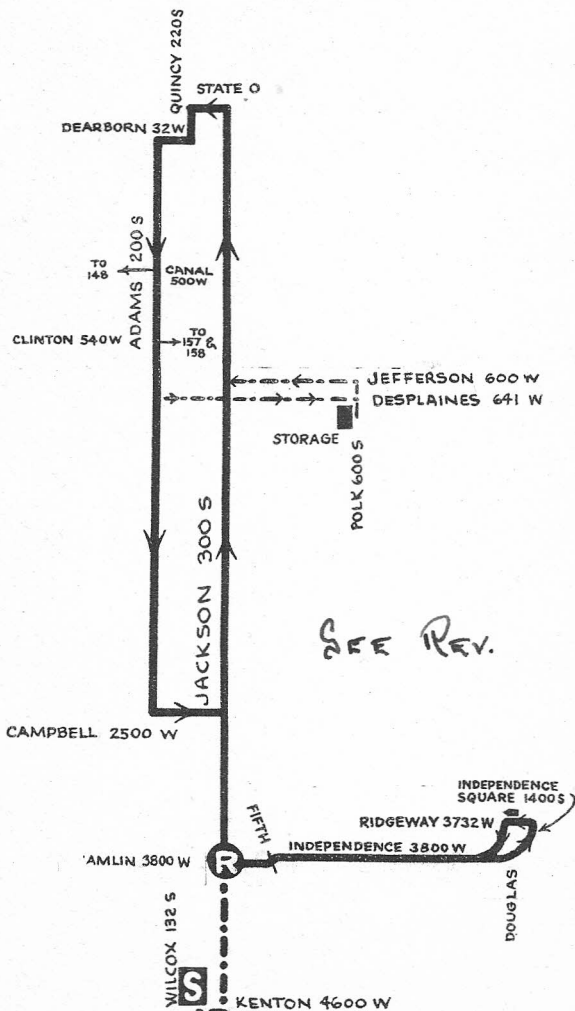 QUINCY 220S
STATE 0
DEARBORN 32W
ADAMS 200 S
TO
148
CANAL
500W
CLINTON 540W
TO
157 &
158
JEFFERSON 600 W
DESPLAINES 641 W
STORAGE
POLK 600 S
JACKSON 300 S
SEE REV.
CAMPBELL 2500 W
INDEPENDENCE
SQUARE 1400S
RIDGEWAY 3732W
FIFTH
INDEPENDENCE 3800 W
AMLIN 3800 W
R
DOUGLAS
WILCOX 132 S
S
KENTON 4600 W